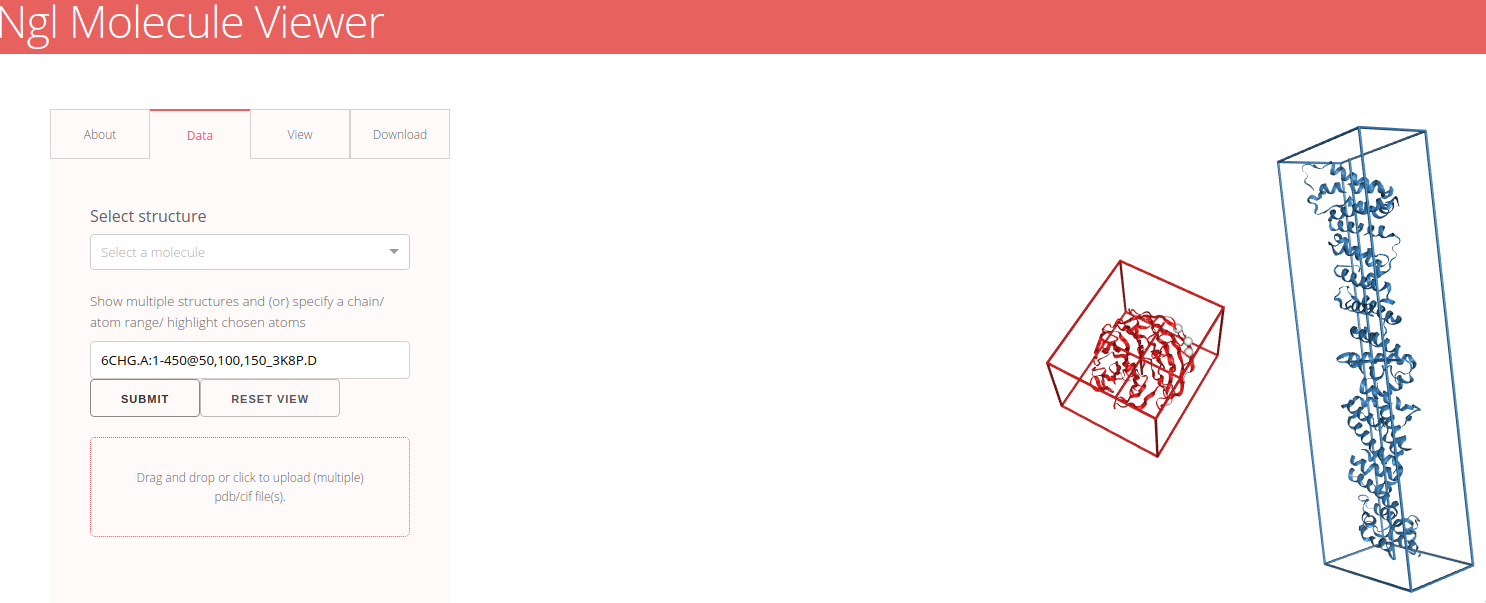 Ngl Molecule Viewer
About
Data
View
Download
Select structure
Select a molecule
Show multiple structures and (or) specify a chain/
atom range/ highlight chosen atoms
6CHG.A:1-450@50,100,150_3K8P.D
SUBMIT
RESET VIEW
Drag and drop or click to upload (multiple)
pdb/cif file(s).